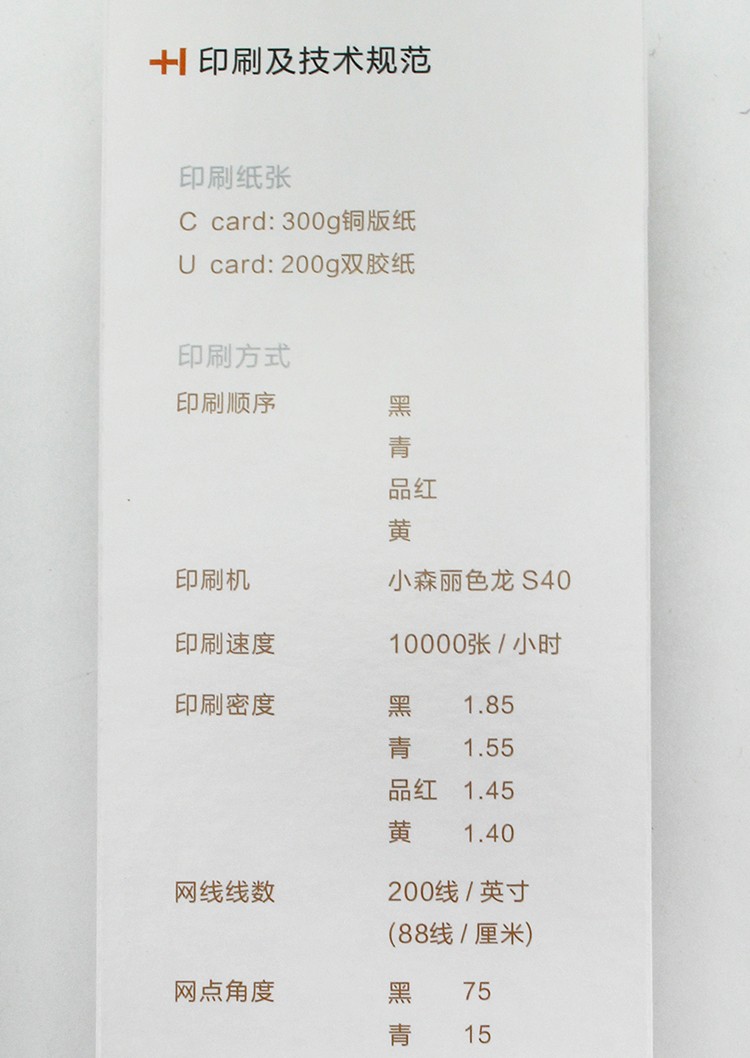 印刷及技术规范
印刷纸张
C card: 300g铜版纸
U card: 200g双胶纸
印刷方式
印刷顺序 黑
青
品红
黄
印刷机 小森丽色龙 S40
印刷速度 10000张 / 小时
印刷密度 黑 1.85
青 1.55
品红 1.45
黄 1.40
网线线数 200线 / 英寸
(88线 / 厘米)
网点角度 黑 75
青 15